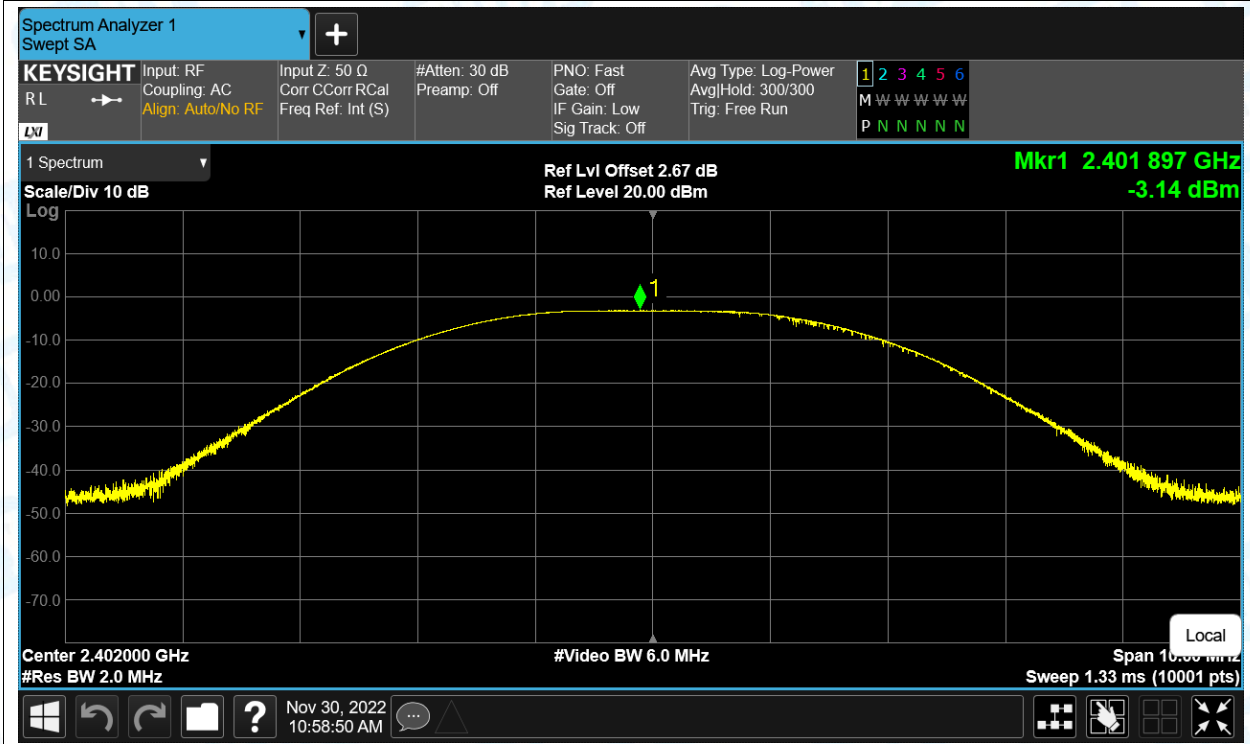 Spectrum Analyzer 1
Swept SA
KEYSIGHT
R L
LXI
Input: RF
Coupling: AC
Align: Auto/No RF
Input Z: 50 Ω
Corr CCorr RCal
Freq Ref: Int (S)
#Atten: 30 dB
Preamp: Off
PNO: Fast
Gate: Off
IF Gain: Low
Sig Track: Off
Avg Type: Log-Power
Avg|Hold: 300/300
Trig: Free Run
1 2 3 4 5 6
M W W W W W
P N N N N N
1 Spectrum
Scale/Div 10 dB
Log
Ref Lvl Offset 2.67 dB
Ref Level 20.00 dBm
Mkr1 2.401 897 GHz
-3.14 dBm
10.0
0.00
-10.0
-20.0
-30.0
-40.0
-50.0
-60.0
-70.0
1
Local
Center 2.402000 GHz
#Video BW 6.0 MHz
Span 10.00 MHz
#Res BW 2.0 MHz
Sweep 1.33 ms (10001 pts)
?
Nov 30, 2022
10:58:50 AM